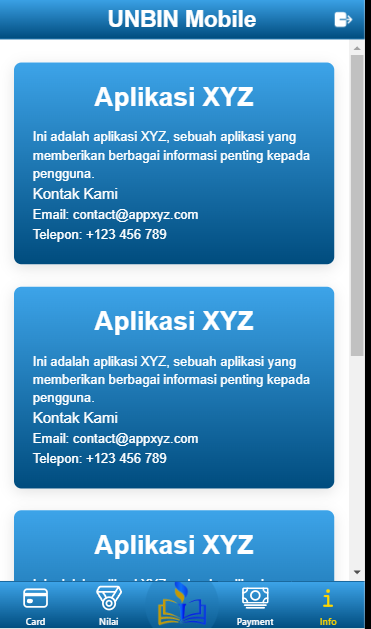 UNBIN Mobile
Aplikasi XYZ
Ini adalah aplikasi XYZ, sebuah aplikasi yang
memberikan berbagai informasi penting kepada
pengguna.
Kontak Kami
Email: contact@appxyz.com
Telepon: +123 456 789
Aplikasi XYZ
Ini adalah aplikasi XYZ, sebuah aplikasi yang
memberikan berbagai informasi penting kepada
pengguna.
Kontak Kami
Email: contact@appxyz.com
Telepon: +123 456 789
Aplikasi XYZ
Card
Nilai
Payment
Info